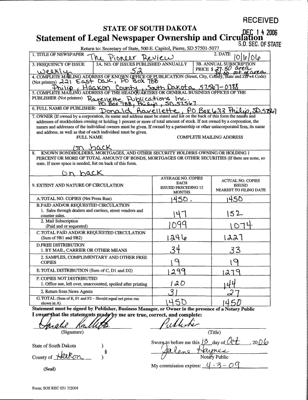 RECEIVED
DEC 14 2006
S.D. SEC. OF STATE
STATE OF SOUTH DAKOTA
Statement of Legal Newspaper Ownership and Circulation
Return to: Secretary of State, 500 E. Capitol, Pierre, SD 57501-5077
1. TITLE OF NEWSPAPER
The Pioneer Review
2. DATE
10/6/06
3. FREQUENCY OF ISSUE
Weekly
3A. NO. OF ISSUES PUBLISHED ANNUALLY
52
3B. ANNUAL SUBSCRIPTION PRICE
4. COMPLETE MAILING ADDRESS OF KNOWN OFFICE OF PUBLICATION (Street, City, County, State and ZIP+4 Code)
(Not printers) 221 East Oak, PO Box 788
Philip, Haakon County, South Dakota 57567-0788
5. COMPLETE MAILING ADDRESS OF THE HEADQUARTERS OF GENERAL BUSINESS OFFICES OF THE
PUBLISHER (Not printers) Ravellette Publications
PO Box 788, Philip, SD 57567
6. FULL NAME OF PUBLISHER: Donald Ravellette, PO Box 633 Philip, SD 57567
7. OWNER (If owned by a corporation, its name and address must be stated and list on the back of this form the names and
addresses of stockholders owning or holding 1 percent or more of total amount of stock. If not owned by a corporation, the
names and addresses of the individual owners must be given. If owned by a partnership or other unincorporated firm, its name
and address, as well as that of each individual must be given.
FULL NAME
COMPLETE MAILING ADDRESS
on back
8. KNOWN BONDHOLDERS, MORTGAGES, AND OTHER SECURITY HOLDERS OWNING OR HOLDING 1
PERCENT OR MORE OF TOTAL AMOUNT OF BONDS, MORTGAGES OR OTHER SECURITIES (If there are none, so
state. If more space is needed, list on back of this form.
on back
9. EXTENT AND NATURE OF CIRCULATION
AVERAGE NO. COPIES
EACH ISSUED PRECEDING 12
MONTHS
ACTUAL NO. COPIES
ISSUED
NEAREST TO FILING DATE
A. TOTAL NO. COPIES (Net Press Run)
1450
1450
B. PAID AND/OR REQUESTED CIRCULATION
1. Sales through dealers and carriers, street vendors and
counter sales.
147
152
2. Mail Subscription
(Paid and or requested)
1099
1074
C. TOTAL PAID AND/OR REQUESTED CIRCULATION
(Sum of 9B1 and 9B2)
1246
1227
D. FREE DISTRIBUTION
1. BY MAIL, CARRIER OR OTHER MEANS
34
33
2. SAMPLES, COMPLIMENTARY AND OTHER FREE
COPIES
19
19
E. TOTAL DISTRIBUTION (Sum of C, D1 and D2)
1299
1279
F. COPIES NOT DISTRIBUTED
1. Office use, left over, unaccounted, spoiled after printing
120
144
2. Return from News Agents
31
27
G. TOTAL (Sum of E, F1 and F2 - Should equal net press run
shown in A)
1450
1450
Statement must be signed by Publisher, Business Manager, or Owner in the presence of a Notary Public
I swear that the statements made by me are true, correct, and complete:
Publisher
(Signature)
(Title)
State of South Dakota )
County of Haakon )
Sworn to before me this 13 day of Oct 2006
Notary Public
(Seal)
My commission expires: 4-3-09
Form: SOS REC 051 7/2004